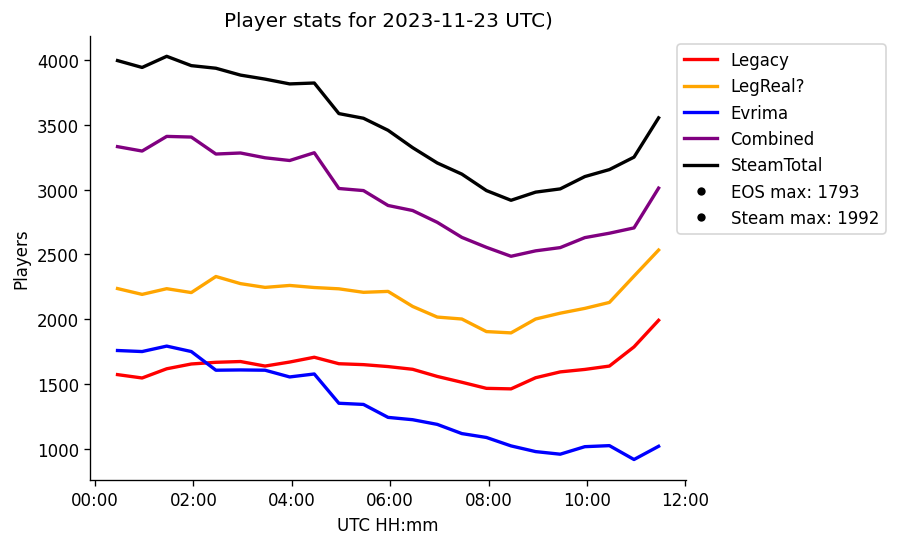 Player stats for 2023-11-23 UTC)
Players
4000
3500
3000
2500
2000
1500
1000
00:00 02:00 04:00 06:00 08:00 10:00 12:00
UTC HH:mm
Legacy
LegReal?
Evrima
Combined
SteamTotal
EOS max: 1793
Steam max: 1992